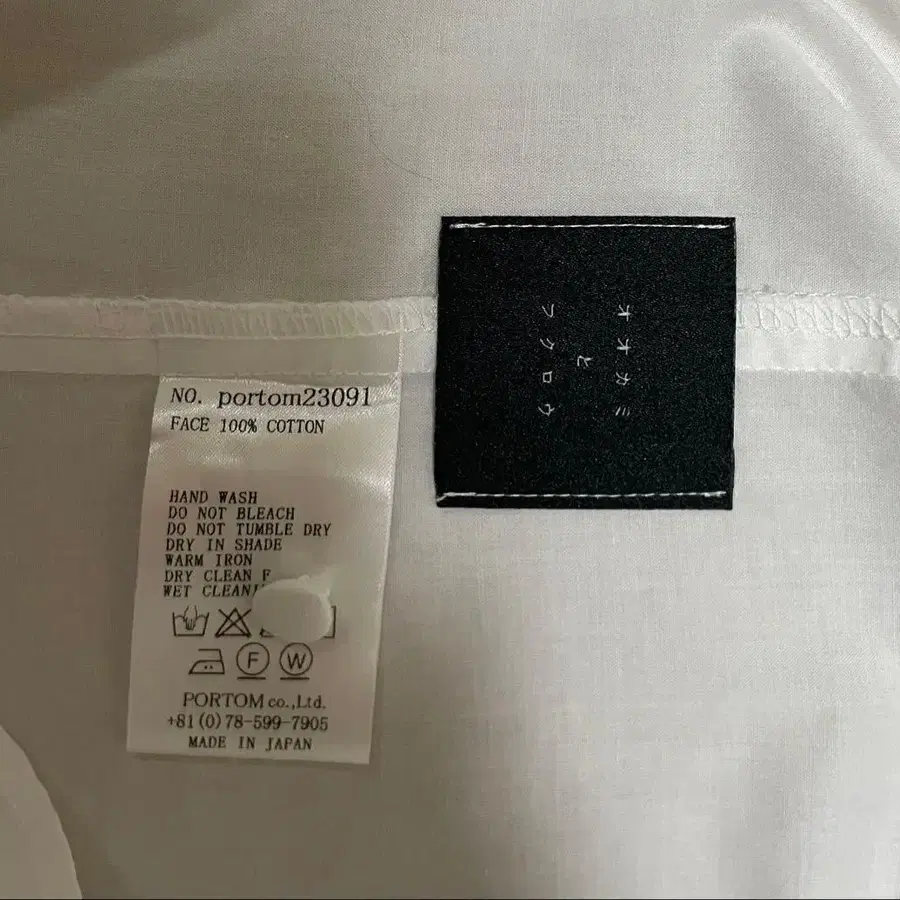 NO. portom23091
FACE 100% COTTON
HAND WASH
DO NOT BLEACH
DO NOT TUMBLE DRY
DRY IN SHADE
WARM IRON
DRY CLEAN F
WET
F W
PORTOM co.,Ltd.
+81(0)78-599-7905
MADE IN JAPAN
オオカミ
と
フクロウ